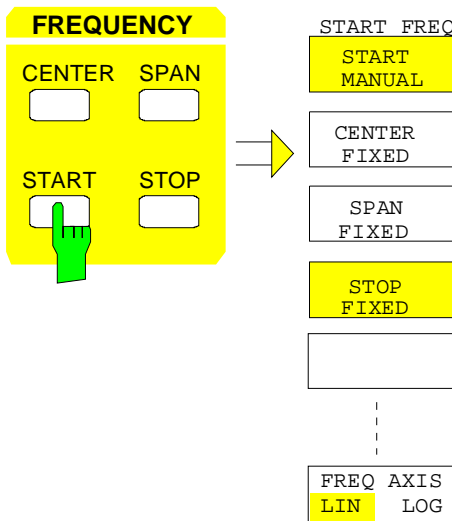 FREQUENCY
CENTER SPAN
START STOP
START FREQ
START
MANUAL
CENTER
FIXED
SPAN
FIXED
STOP
FIXED
FREQ AXIS
LIN LOG